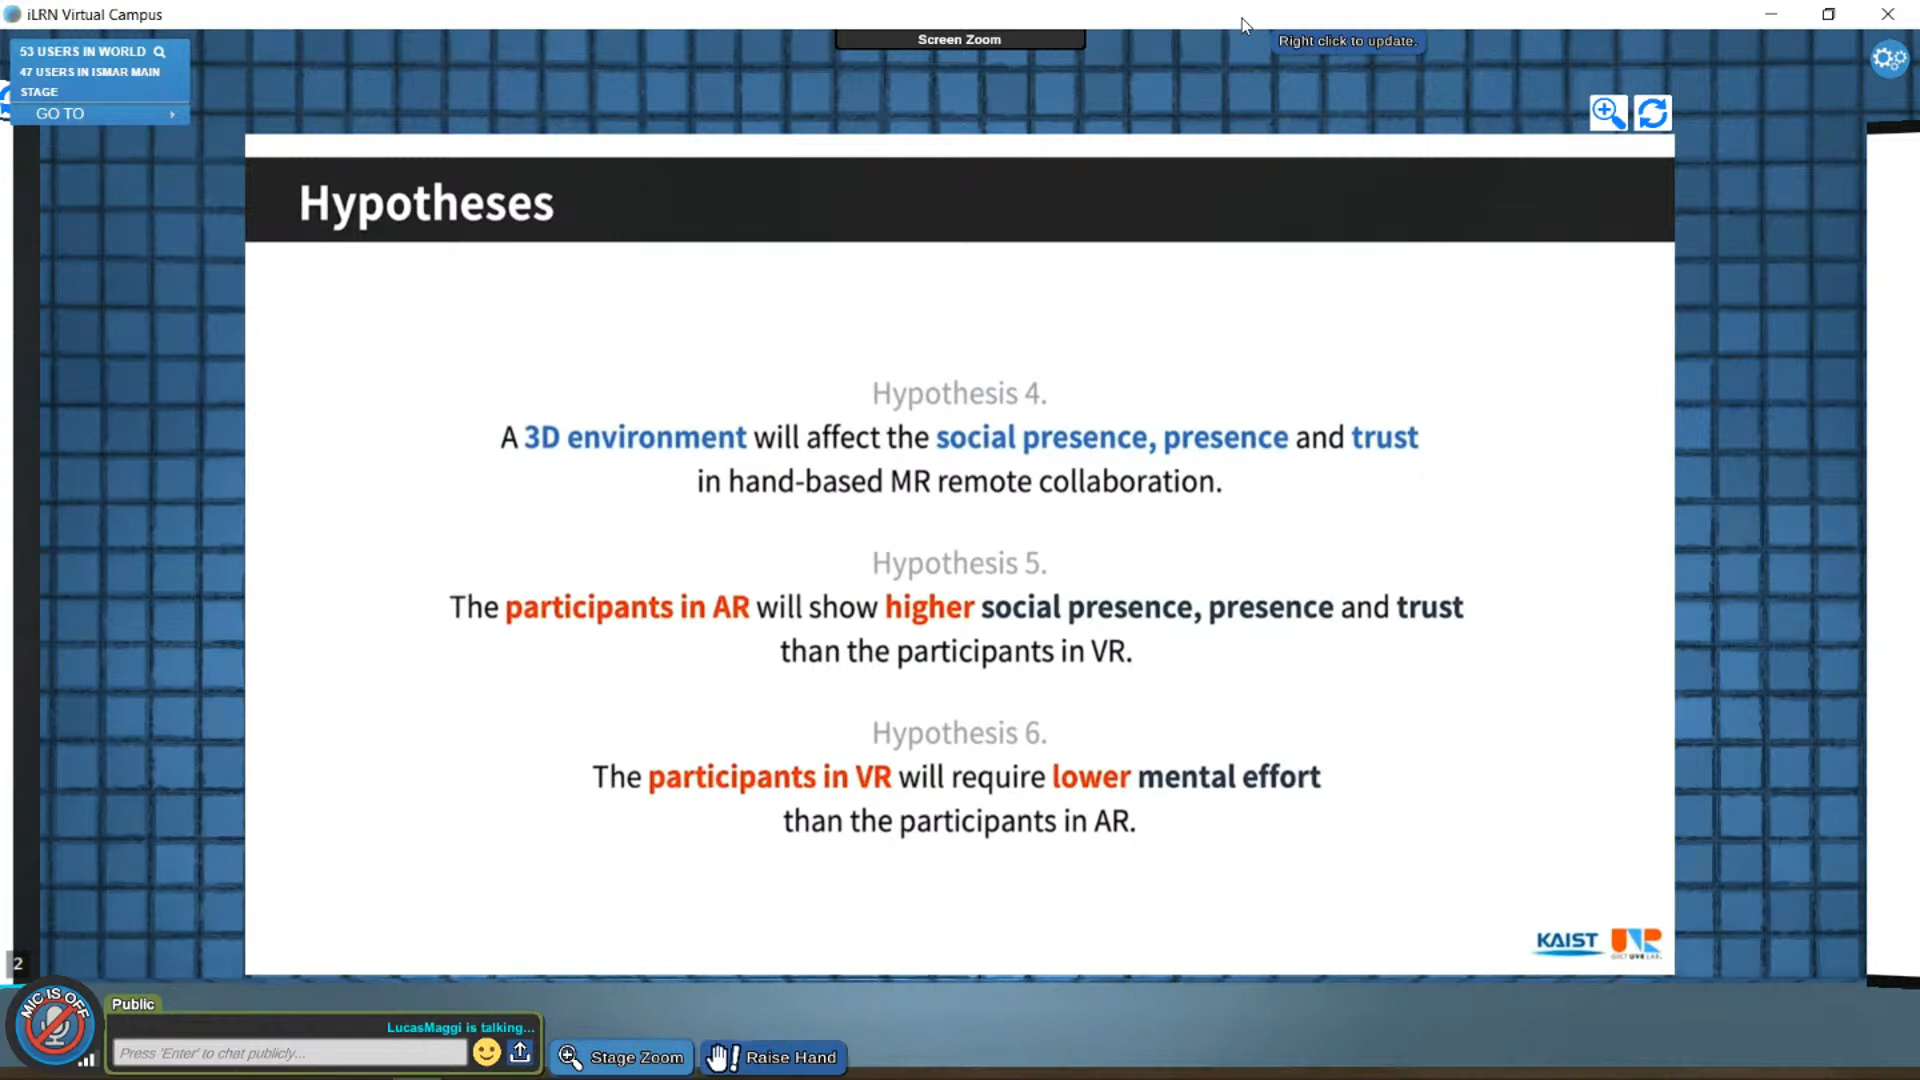 iLRN Virtual Campus
53 USERS IN WORLD
47 USERS IN ISMAR MAIN
STAGE
GO TO
Screen Zoom
Right click to update.
Hypotheses
Hypothesis 4.
A 3D environment will affect the social presence, presence and trust
in hand-based MR remote collaboration.
Hypothesis 5.
The participants in AR will show higher social presence, presence and trust
than the participants in VR.
Hypothesis 6.
The participants in VR will require lower mental effort
than the participants in AR.
KAIST
UVR
2
MIC IS OFF
Public
LucasMaggi is talking...
Press 'Enter' to chat publicly...
Stage Zoom
Raise Hand